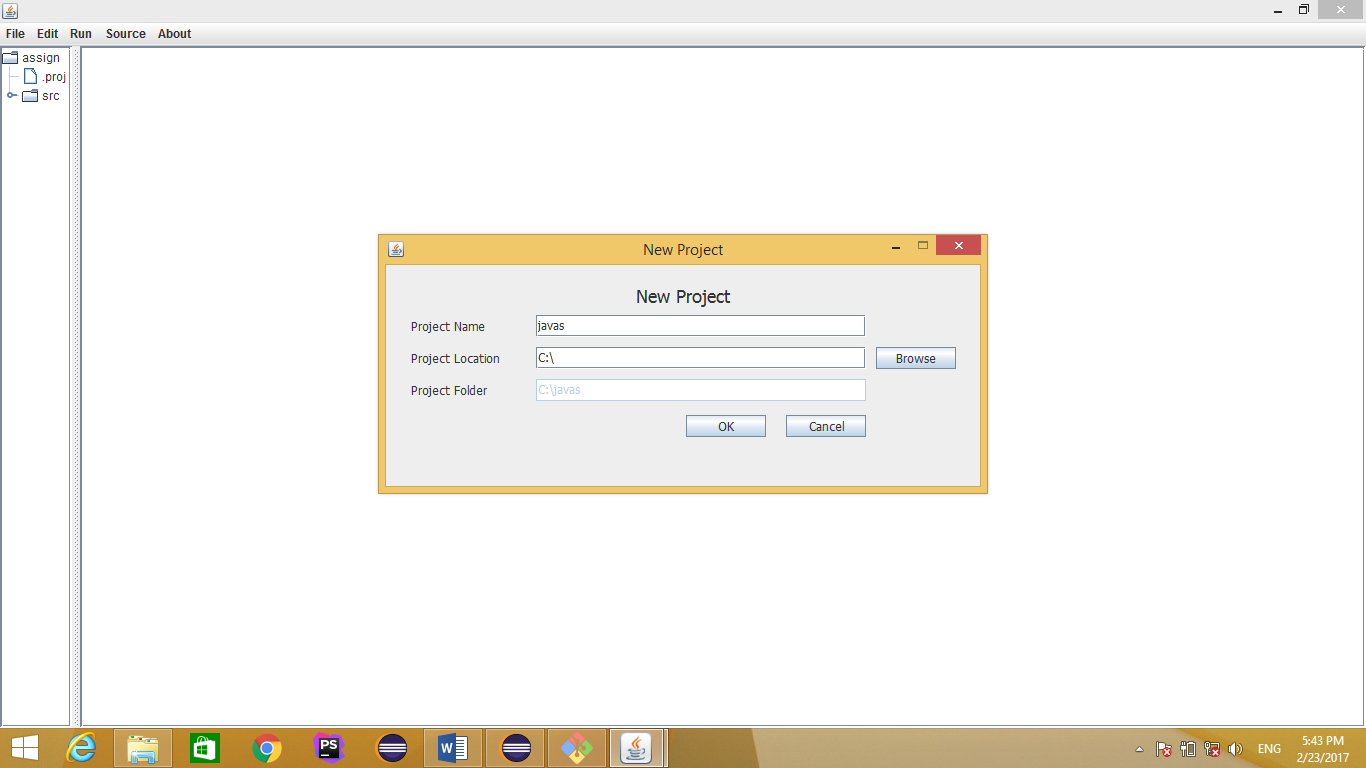 File Edit Run Source About
assign
.proj
src
New Project
New Project
Project Name javas
Project Location C:\ Browse
Project Folder C:\javas
OK Cancel
PS W ENG 5:43 PM
2/23/2017